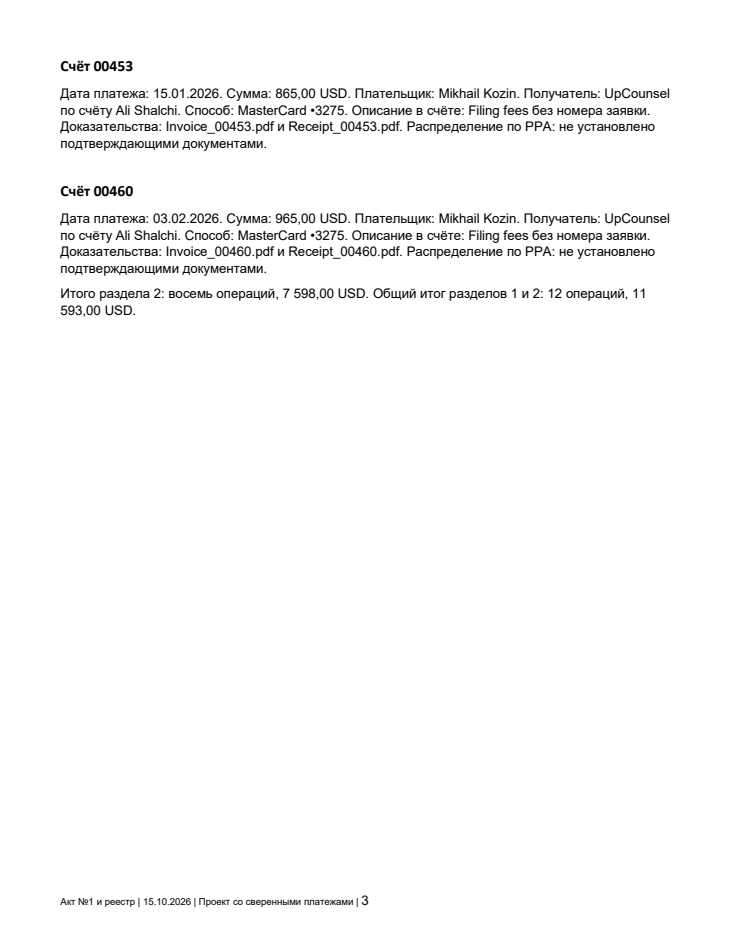 Счёт 00453
Дата платежа: 15.01.2026. Сумма: 865,00 USD. Плательщик: Mikhail Kozin. Получатель: UpCounsel
по счёту Ali Shalchi. Способ: MasterCard •3275. Описание в счёте: Filing fees без номера заявки.
Доказательства: Invoice_00453.pdf и Receipt_00453.pdf. Распределение по PPA: не установлено
подтверждающими документами.
Счёт 00460
Дата платежа: 03.02.2026. Сумма: 965,00 USD. Плательщик: Mikhail Kozin. Получатель: UpCounsel
по счёту Ali Shalchi. Способ: MasterCard •3275. Описание в счёте: Filing fees без номера заявки.
Доказательства: Invoice_00460.pdf и Receipt_00460.pdf. Распределение по PPA: не установлено
подтверждающими документами.
Итого раздела 2: восемь операций, 7 598,00 USD. Общий итог разделов 1 и 2: 12 операций, 11
593,00 USD.
Акт №1 и реестр | 15.10.2026 | Проект со сверенными платежами | 3